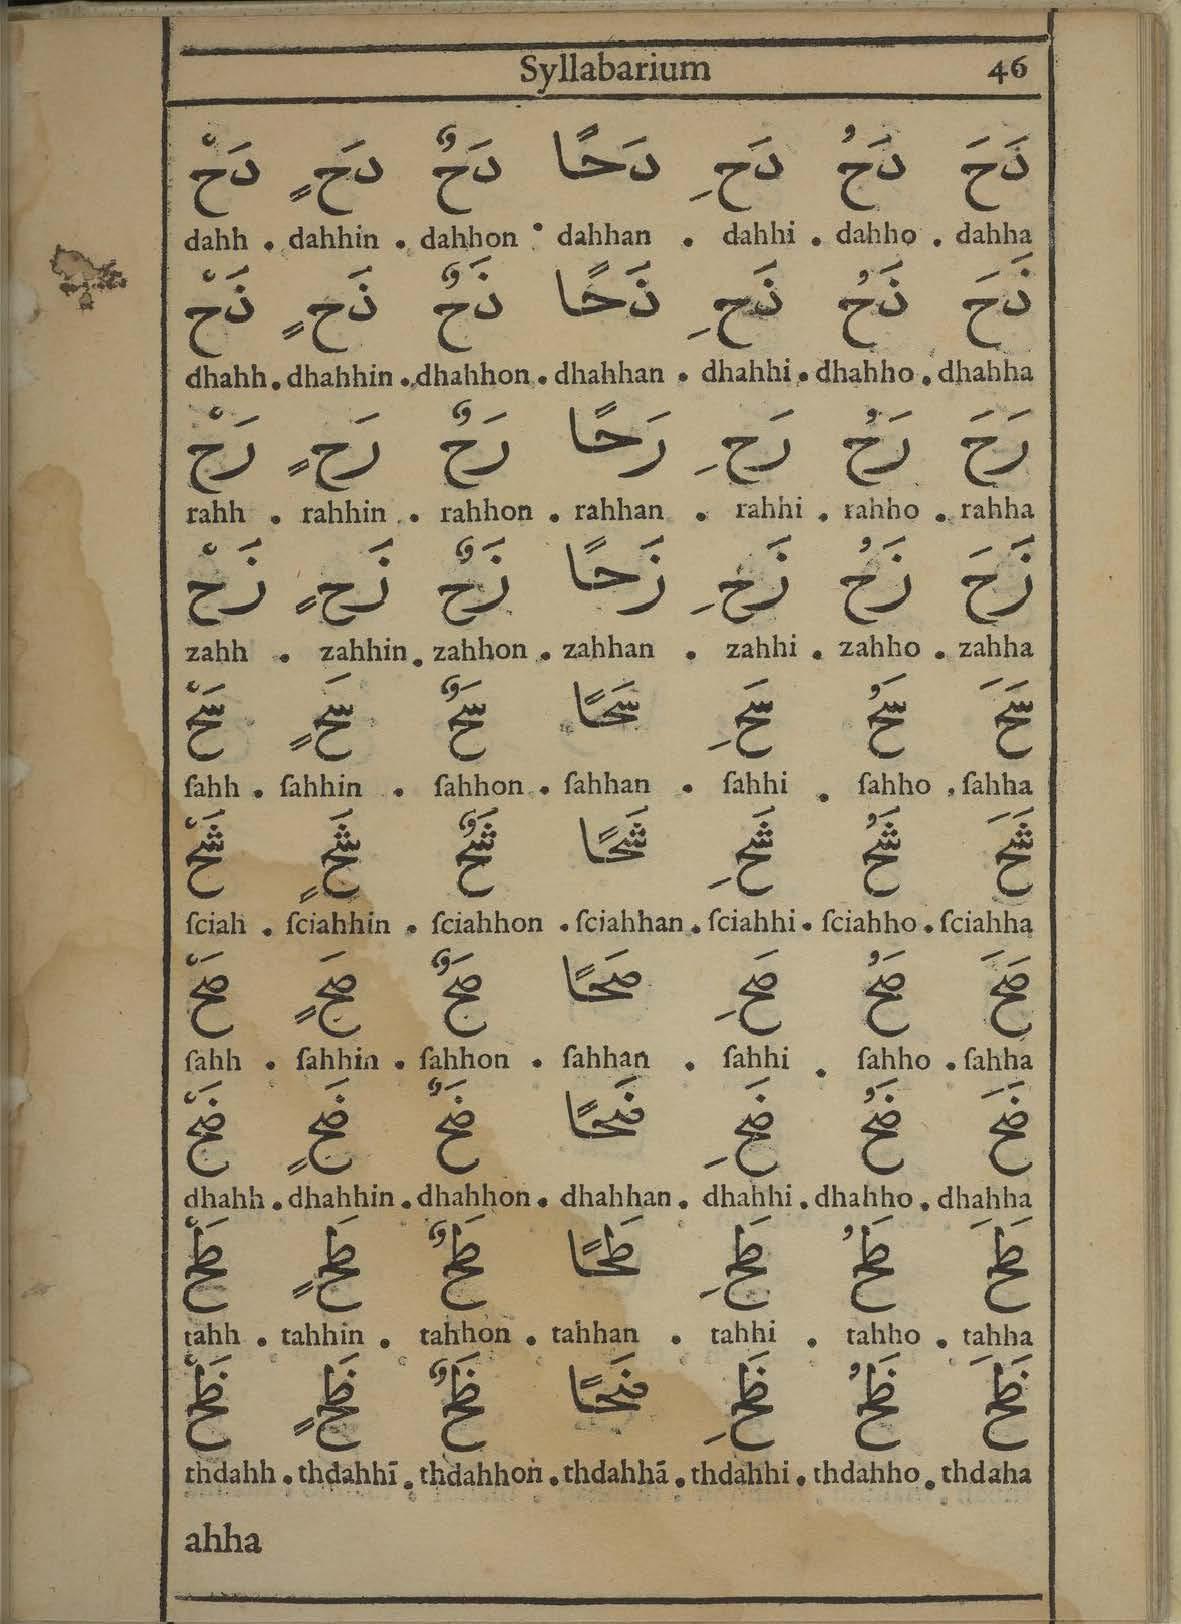 Syllabarium 46
دَحَ دَحُ دَحِ دَحًا دَحٌ دَحٍ دَحْ
dahh . dahhin . dahhon . dahhan . dahhi . dahho . dahha
ذَحَ ذَحُ ذَحِ ذَحًا ذَحٌ ذَحٍ ذَحْ
dhahh . dhahhin . dhahhon . dhahhan . dhahhi . dhahho . dhahha
رَحَ رَحُ رَحِ رَحًا رَحٌ رَحٍ رَحْ
rahh . rahhin . rahhon . rahhan . rahhi . rahho . rahha
زَحَ زَحُ زَحِ زَحًا زَحٌ زَحٍ زَحْ
zahh . zahhin . zahhon . zahhan . zahhi . zahho . zahha
سَحَ سَحُ سَحِ سَحًا سَحٌ سَحٍ سَحْ
ſahh . ſahhin . ſahhon . ſahhan . ſahhi . ſahho . ſahha
شَحَ شَحُ شَحِ شَحًا شَحٌ شَحٍ شَحْ
ſciah . ſciahhin . ſciahhon . ſciahhan . ſciahhi . ſciahho . ſciahha
صَحَ صَحُ صَحِ صَحًا صَحٌ صَحٍ صَحْ
ſahh . ſahhin . ſahhon . ſahhan . ſahhi . ſahho . ſahha
ضَحَ ضَحُ ضَحِ ضَحًا ضَحٌ ضَحٍ ضَحْ
dhahh . dhahhin . dhahhon . dhahhan . dhahhi . dhahho . dhahha
طَحَ طَحُ طَحِ طَحًا طَحٌ طَحٍ طَحْ
tahh . tahhin . tahhon . tahhan . tahhi . tahho . tahha
ظَحَ ظَحُ ظَحِ ضَحًا ظَحٌ ظَحٍ ظَحْ
thdahh . thdahhī . thdahhon . thdahhā . thdahhi . thdahho . thdaha
ahha